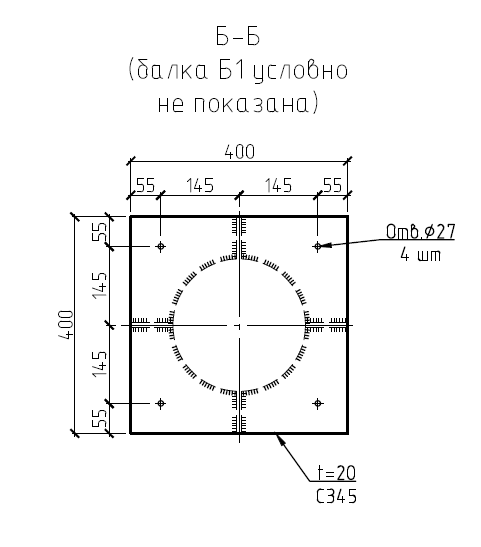 Б-Б
(балка Б1 условно
не показана)
400
55 145 145 55
55
145
400
145
55
Отв.⌀27
4 шт
t=20
С345